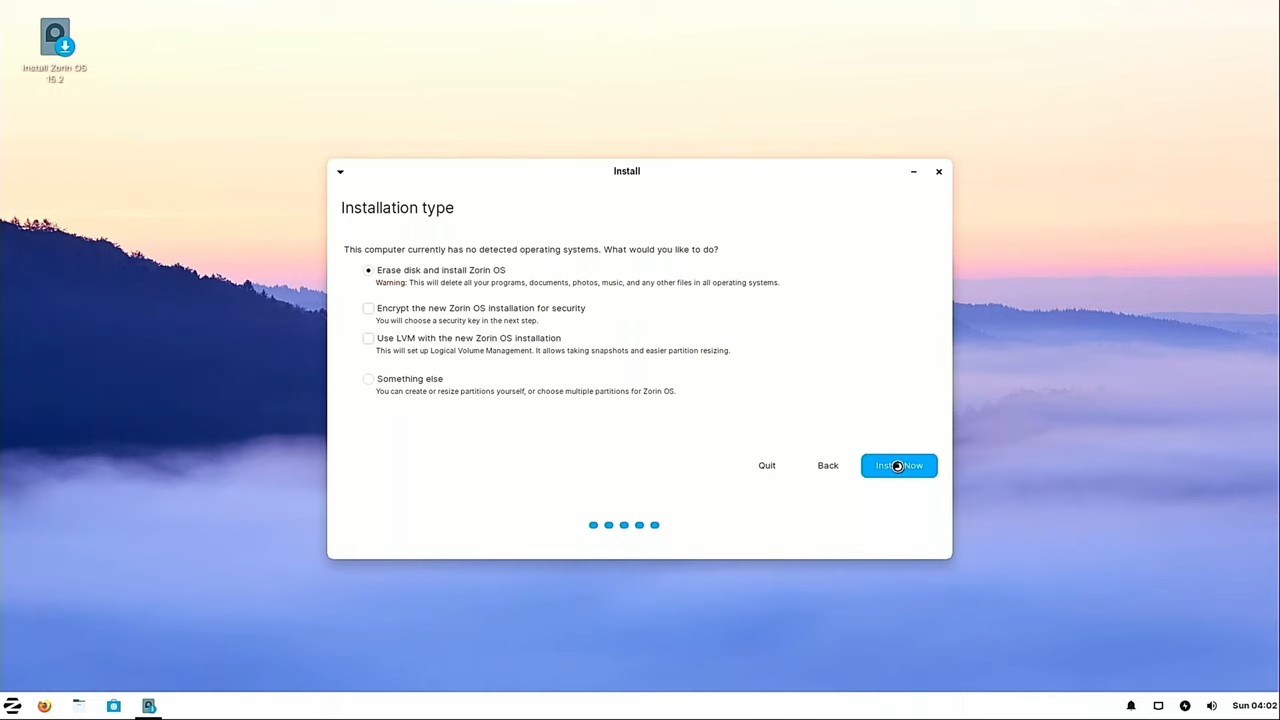 Install Zorin OS
15.2
Install
Installation type
This computer currently has no detected operating systems. What would you like to do?
Erase disk and install Zorin OS
Warning: This will delete all your programs, documents, photos, music, and any other files in all operating systems.
Encrypt the new Zorin OS installation for security
You will choose a security key in the next step.
Use LVM with the new Zorin OS installation
This will set up Logical Volume Management. It allows taking snapshots and easier partition resizing.
Something else
You can create or resize partitions yourself, or choose multiple partitions for Zorin OS.
Quit
Back
Install Now
Sun 04:02